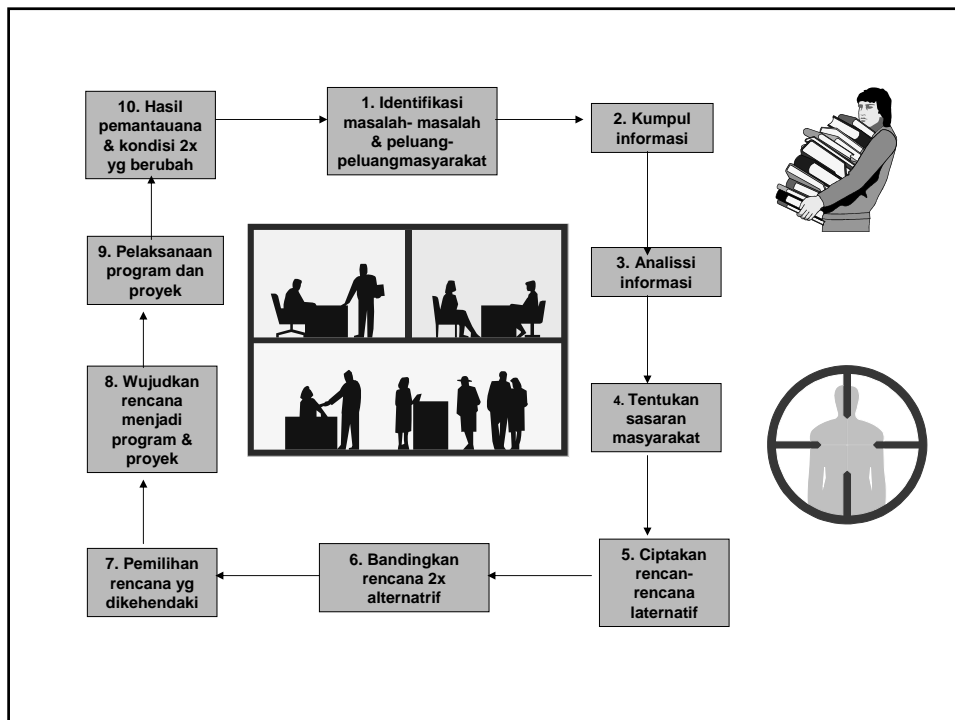 10. Hasil
pemantauana
& kondisi 2x
yg berubah
1. Identifikasi
masalah- masalah
& peluang-
peluangmasyarakat
2. Kumpul
informasi
9. Pelaksanaan
program dan
proyek
3. Analissi
informasi
8. Wujudkan
rencana
menjadi
program &
proyek
4. Tentukan
sasaran
masyarakat
7. Pemilihan
rencana yg
dikehendaki
6. Bandingkan
rencana 2x
alternatrif
5. Ciptakan
rencan-
rencana
laternatif